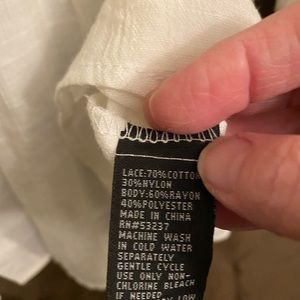 LACE:70%COTTON
30%NYLON
BODY:60%RAYON
40%POLYESTER
MADE IN CHINA
RN#53237
MACHINE WASH
IN COLD WATER
SEPARATELY
GENTLE CYCLE
USE ONLY NON-
CHLORINE BLEACH
IF NEEDED
LOW